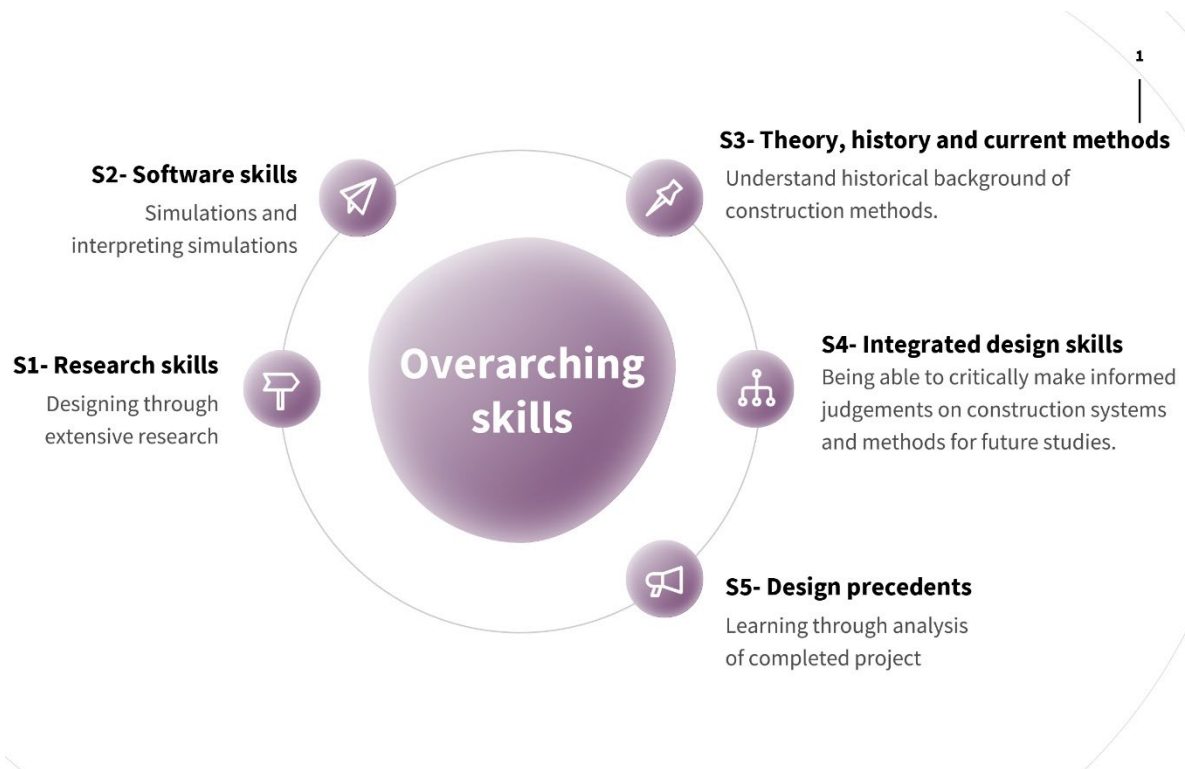 1
S3- Theory, history and current methods
Understand historical background of
construction methods.
S2- Software skills
Simulations and
interpreting simulations
Overarching
skills
S1- Research skills
Designing through
extensive research
S4- Integrated design skills
Being able to critically make informed
judgements on construction systems
and methods for future studies.
S5- Design precedents
Learning through analysis
of completed project